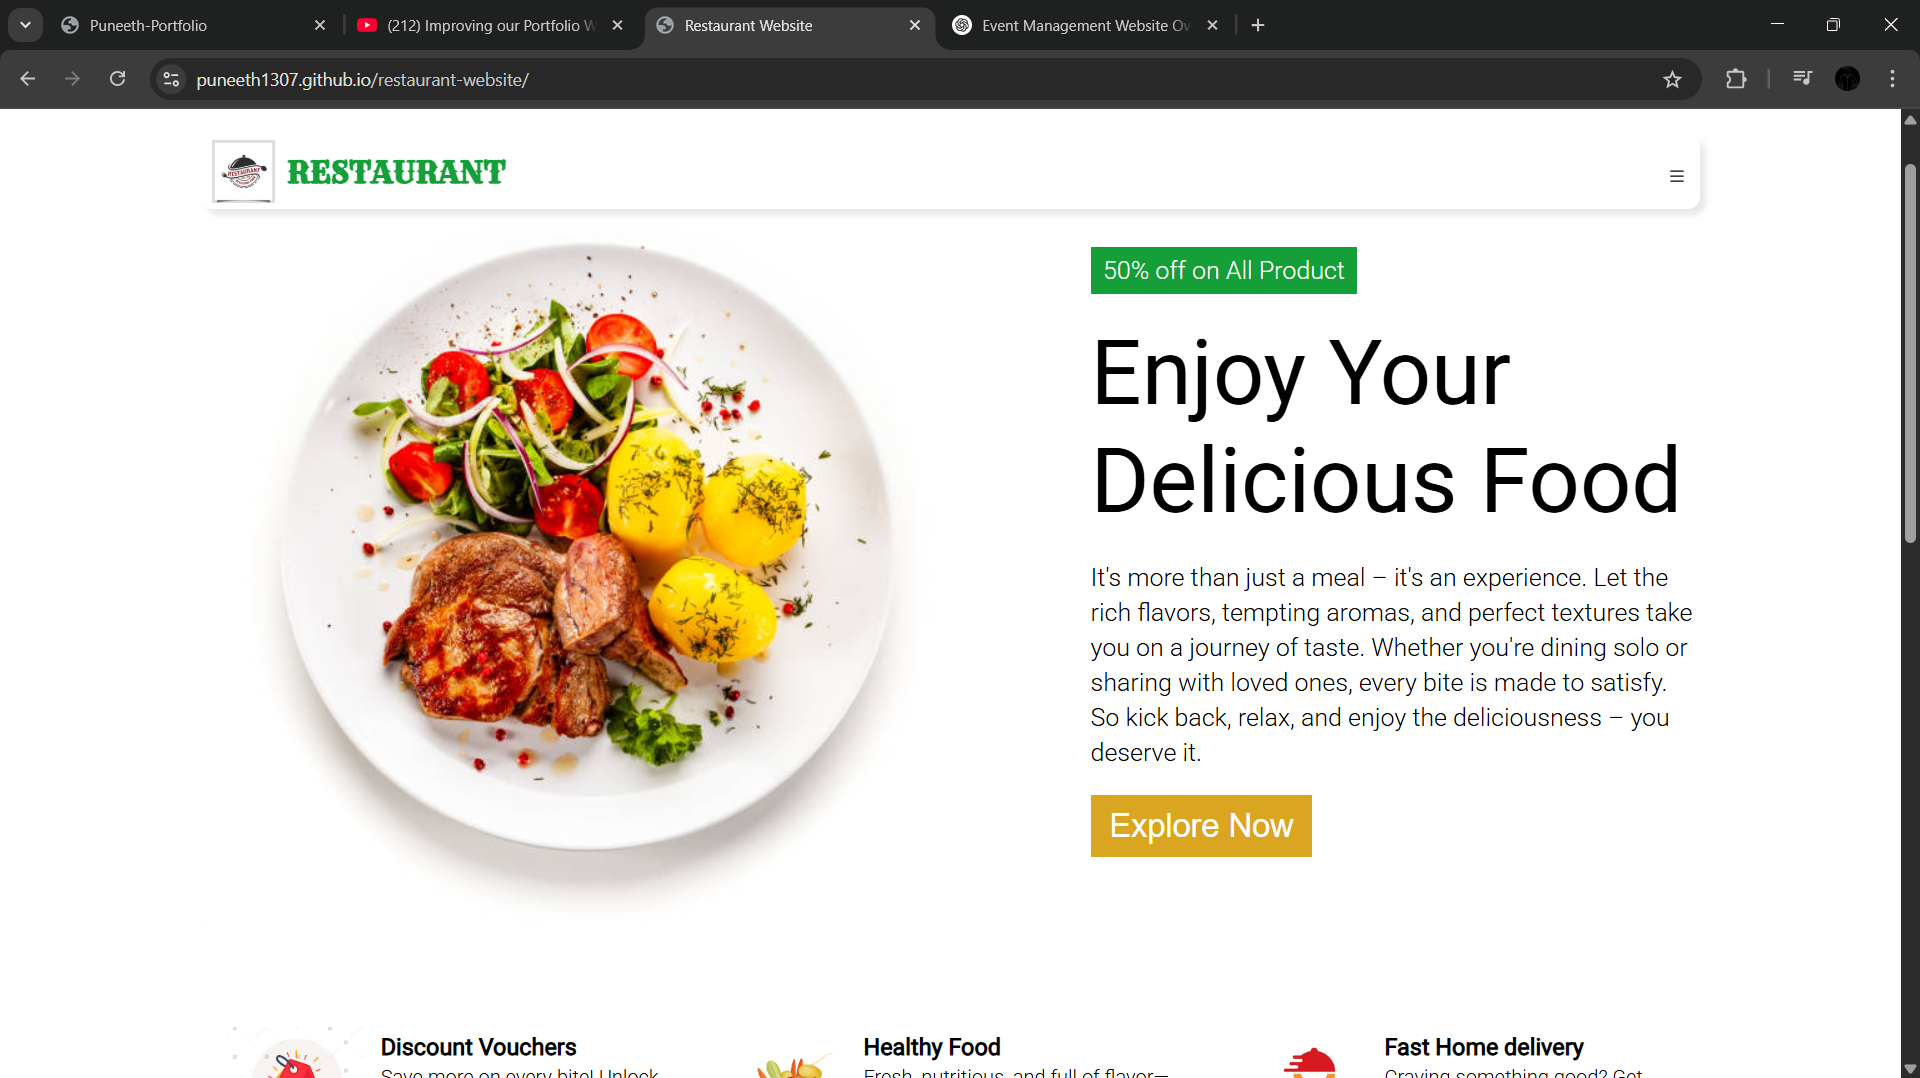 Puneeth-Portfolio
(212) Improving our Portfolio W
Restaurant Website
Event Management Website Ov
puneeth1307.github.io/restaurant-website/
RESTAURANT
RESTAURANT
50% off on All Product
Enjoy Your
Delicious Food
It's more than just a meal – it's an experience. Let the
rich flavors, tempting aromas, and perfect textures take
you on a journey of taste. Whether you're dining solo or
sharing with loved ones, every bite is made to satisfy.
So kick back, relax, and enjoy the deliciousness – you
deserve it.
Explore Now
Discount Vouchers
Save more on every bite! Unlock
Healthy Food
Fresh, nutritious, and full of flavor—
Fast Home delivery
Craving something good? Get